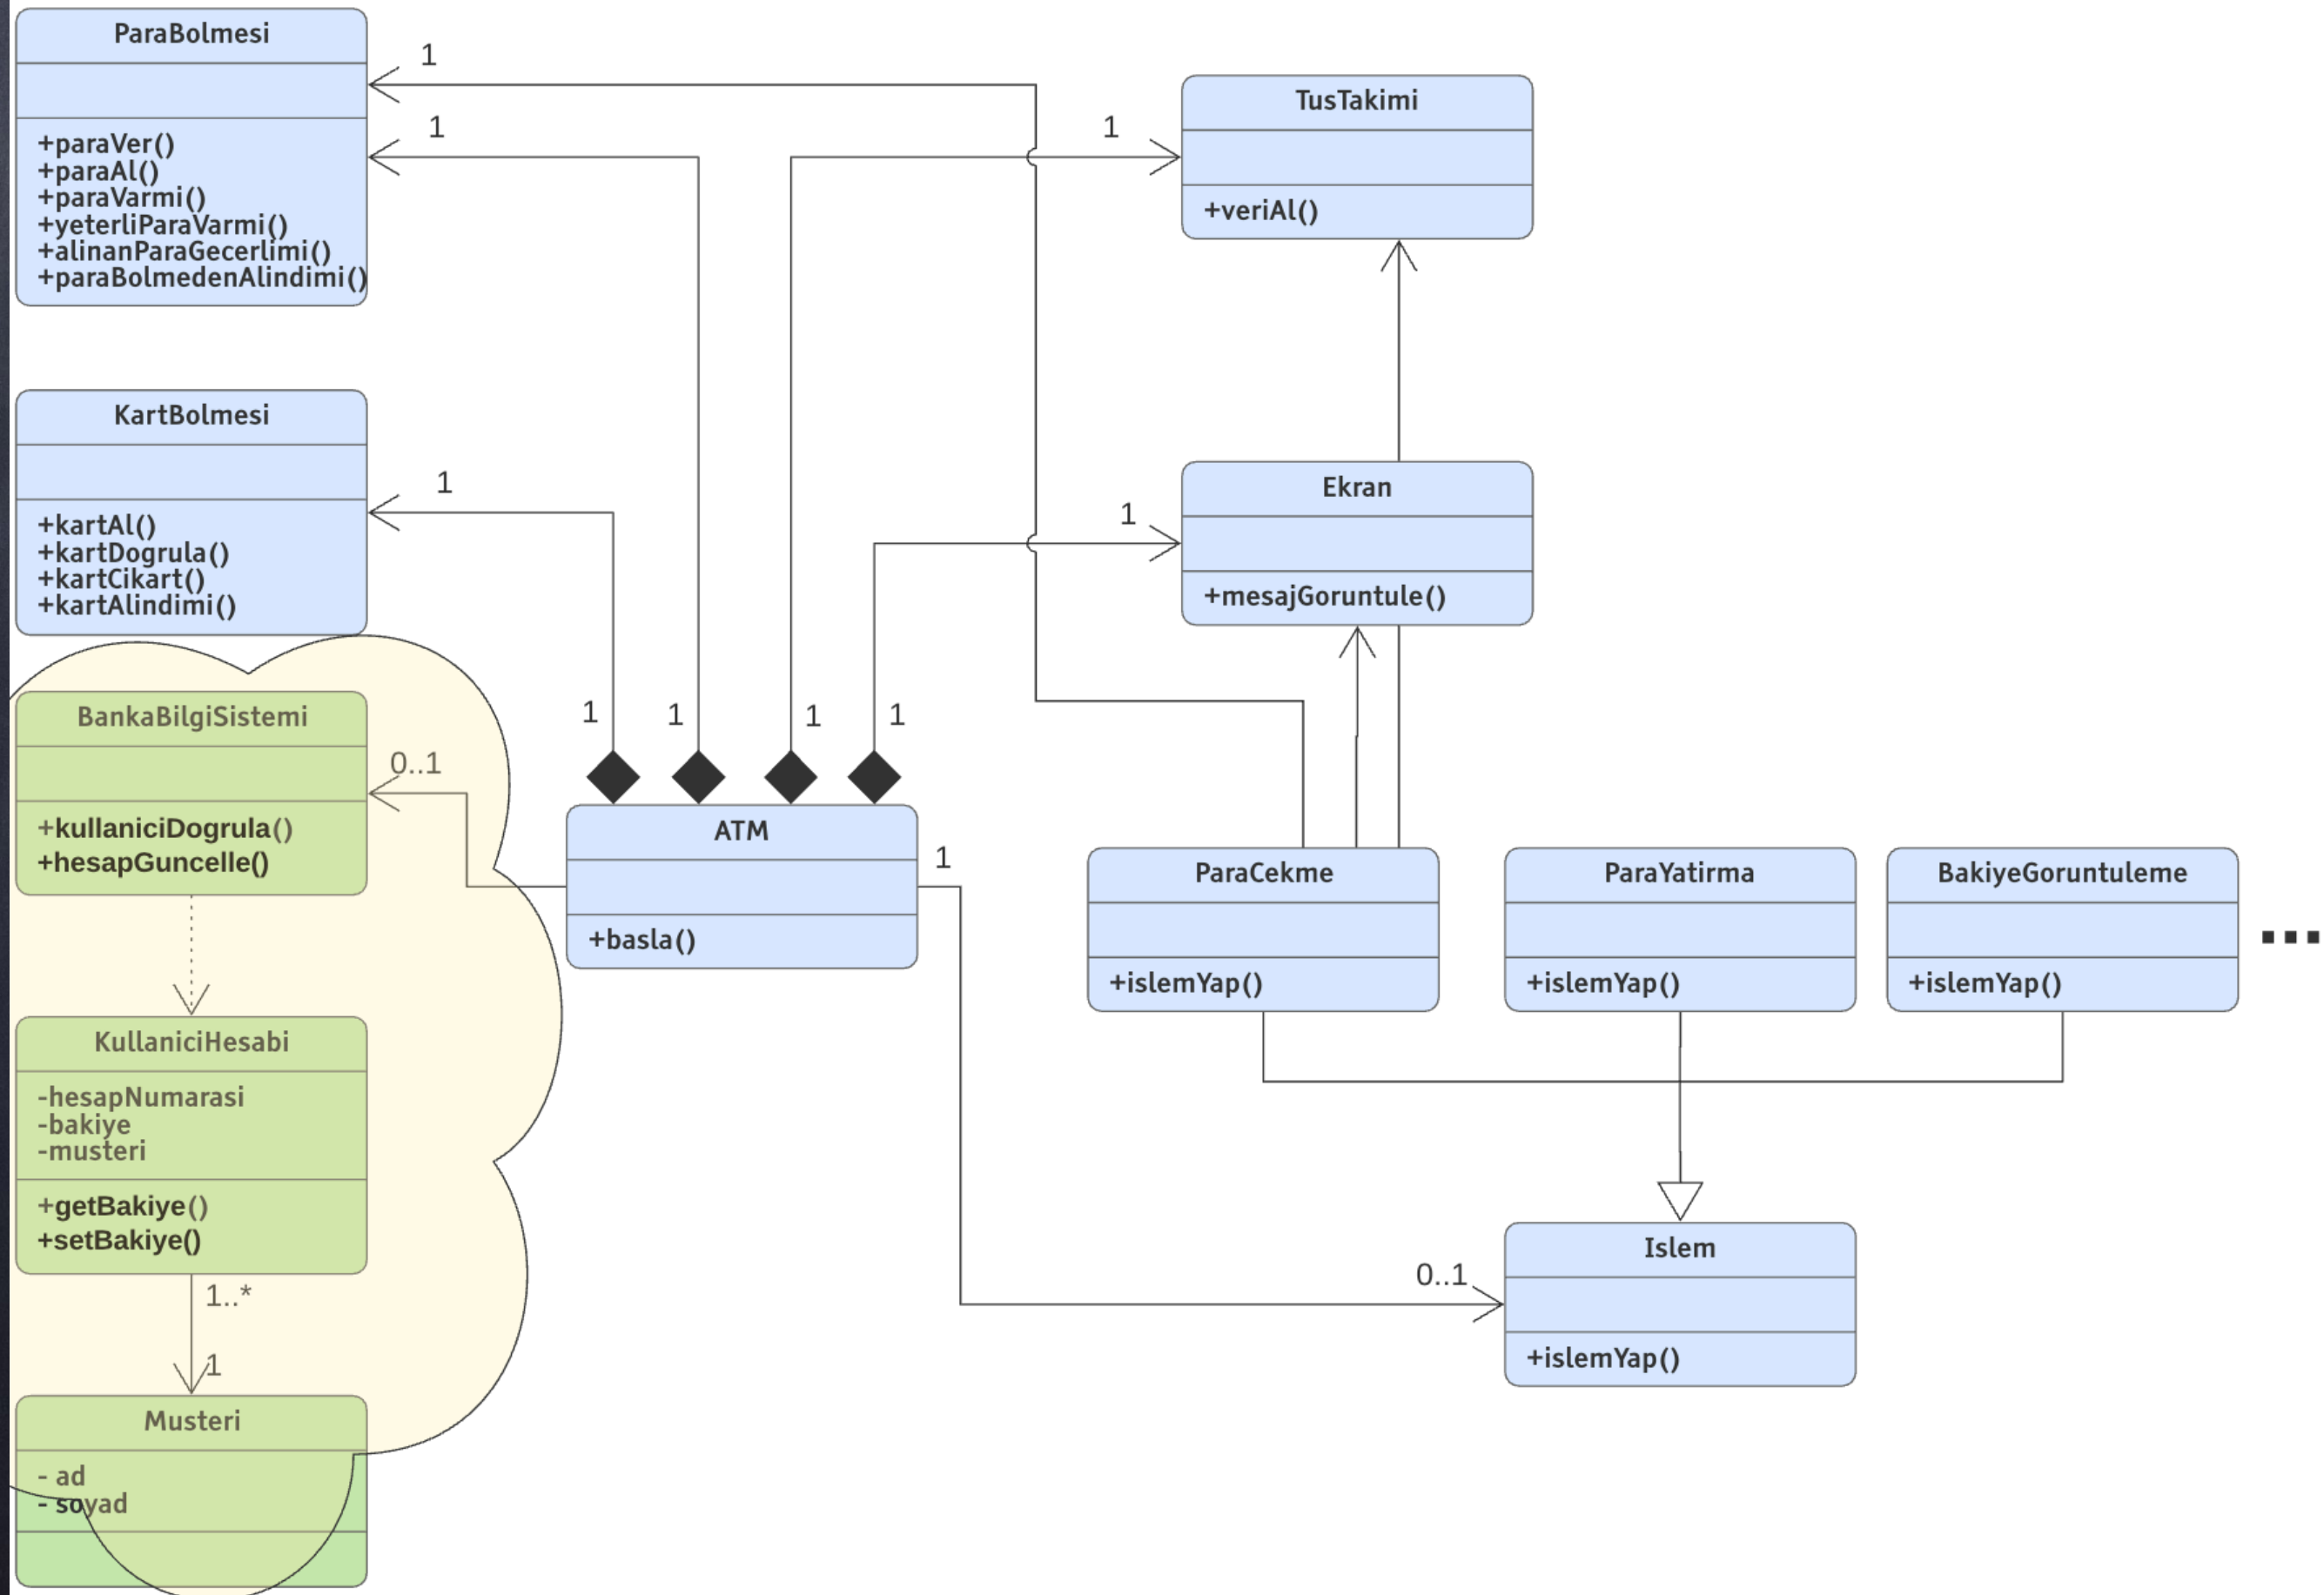 ParaBolmesi
+paraVer()
+paraAl()
+paraVarmi()
+yeterliParaVarmi()
+alinanParaGecerlimi()
+paraBolmedenAlindimi()
1
1
1
TusTakimi
+veriAl()
KartBolmesi
+kartAl()
+kartDogrula()
+kartCikart()
+kartAlindimi()
1
1
Ekran
+mesajGoruntule()
BankaBilgiSistemi
+kullaniciDogrula()
+hesapGuncelle()
0..1
1
1
1
1
ATM
+basla()
1
ParaCekme
+islemYap()
ParaYatirma
+islemYap()
BakiyeGoruntuleme
+islemYap()
...
KullaniciHesabi
-hesapNumarasi
-bakiye
-musteri
+getBakiye()
+setBakiye()
1..*
1
0..1
Islem
+islemYap()
Musteri
- ad
- soyad